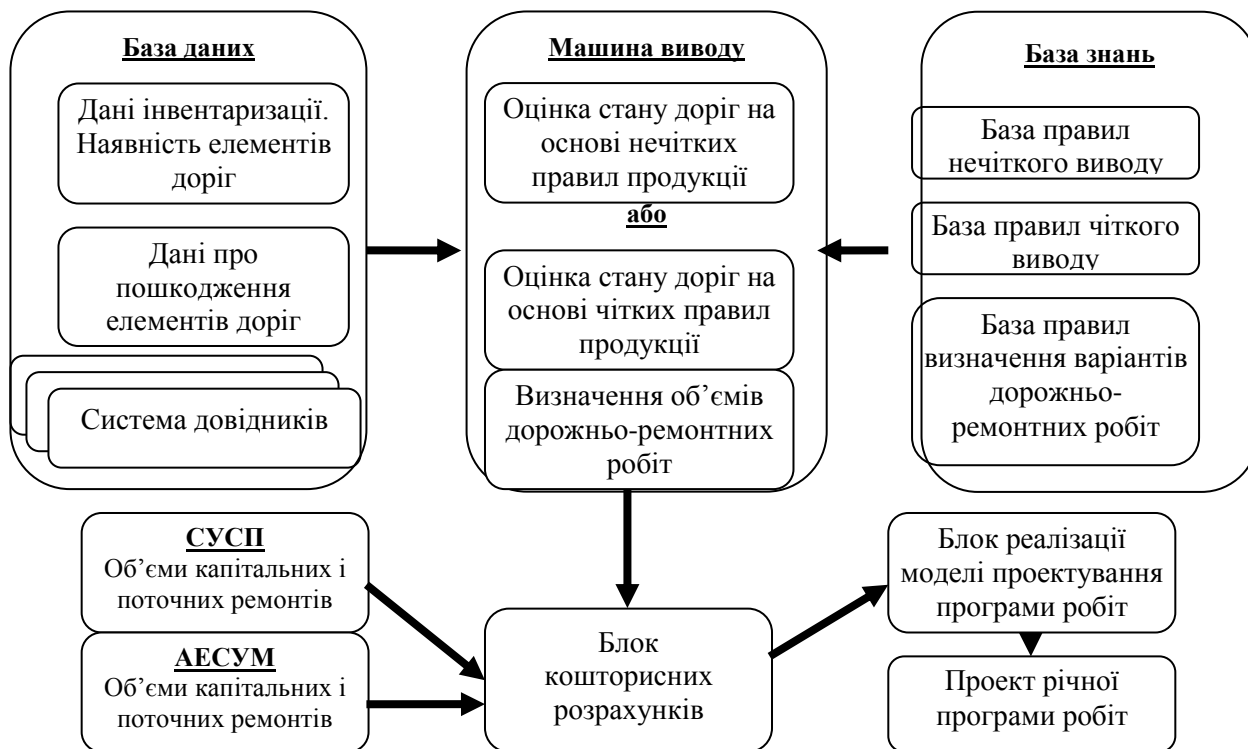 База даних
Дані інвентаризації.
Наявність елементів
доріг
Дані про
пошкодження
елементів доріг
Система довідників
Машина виводу
Оцінка стану доріг на
основі нечітких
правил продукції
або
Оцінка стану доріг на
основі чітких правил
продукції
Визначення об’ємів
дорожньо-ремонтних
робіт
База знань
База правил
нечіткого виводу
База правил чіткого
виводу
База правил
визначення варіантів
дорожньо-
ремонтних робіт
СУСП
Об’єми капітальних і
поточних ремонтів
АЕСУМ
Об’єми капітальних і
поточних ремонтів
Блок
кошторисних
розрахунків
Блок реалізації
моделі проектування
програми робіт
Проект річної
програми робіт